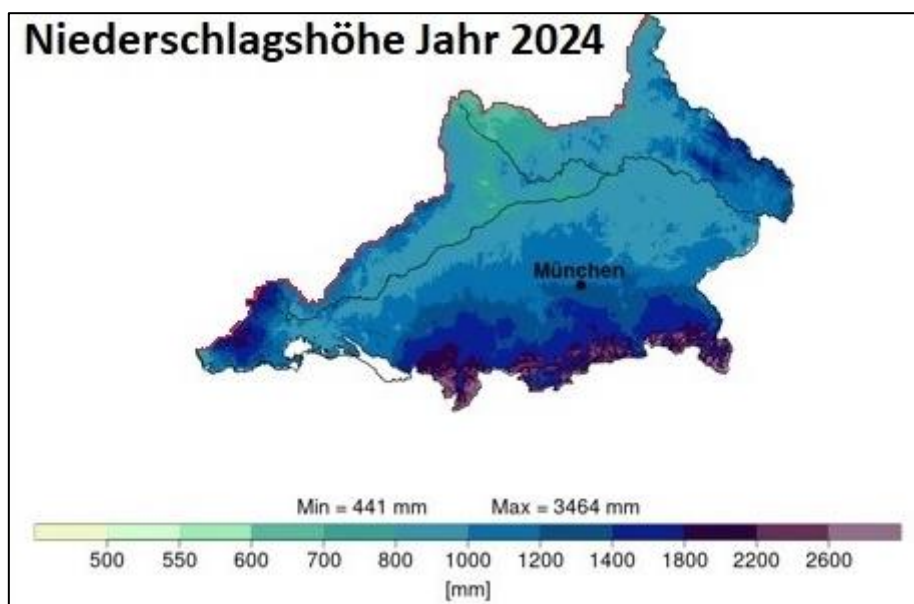 Niederschlagshöhe Jahr 2024
München
Min = 441 mm Max = 3464 mm
500 550 600 700 800 1000 1200 1400 1800 2200 2600
[mm]